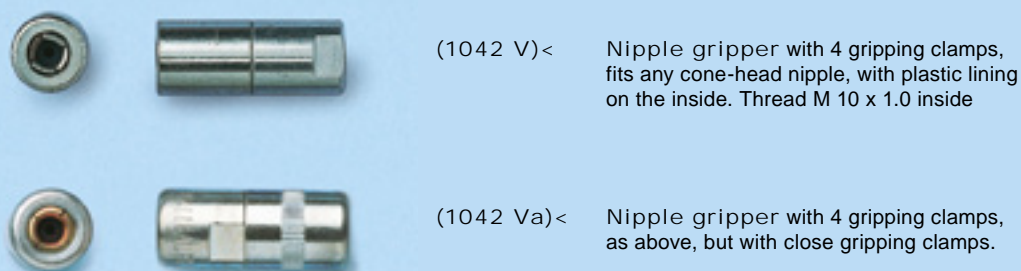 (1042 V)< Nipple gripper with 4 gripping clamps,
fits any cone-head nipple, with plastic lining
on the inside. Thread M 10 x 1.0 inside
(1042 Va)< Nipple gripper with 4 gripping clamps,
as above, but with close gripping clamps.